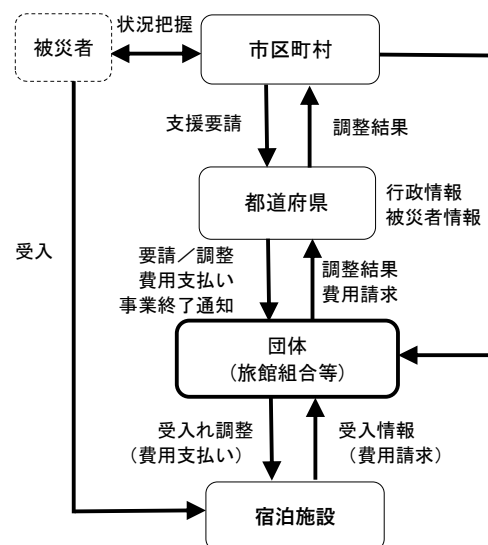 状況把握
被災者
市区町村
支援要請
調整結果
都道府県
行政情報
被災者情報
受入
要請／調整
費用支払い
事業終了通知
調整結果
費用請求
団体
（旅館組合等）
受入れ調整
（費用支払い）
受入情報
（費用請求）
宿泊施設